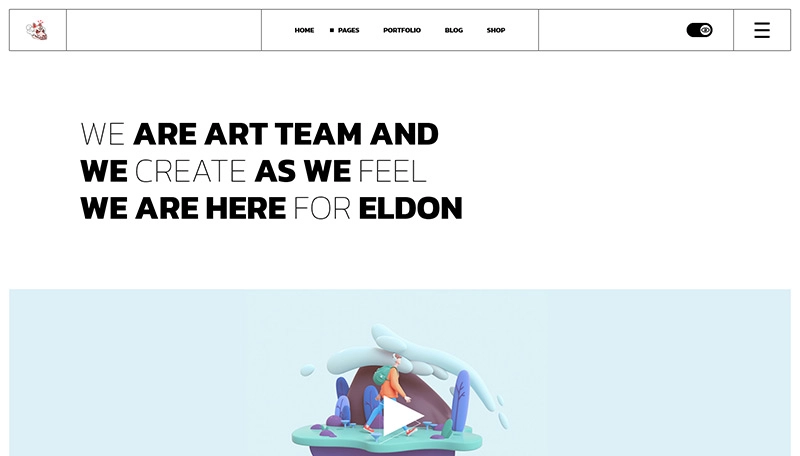 HOME PAGES PORTFOLIO BLOG SHOP
WE ARE ART TEAM AND
WE CREATE AS WE FEEL
WE ARE HERE FOR ELDON